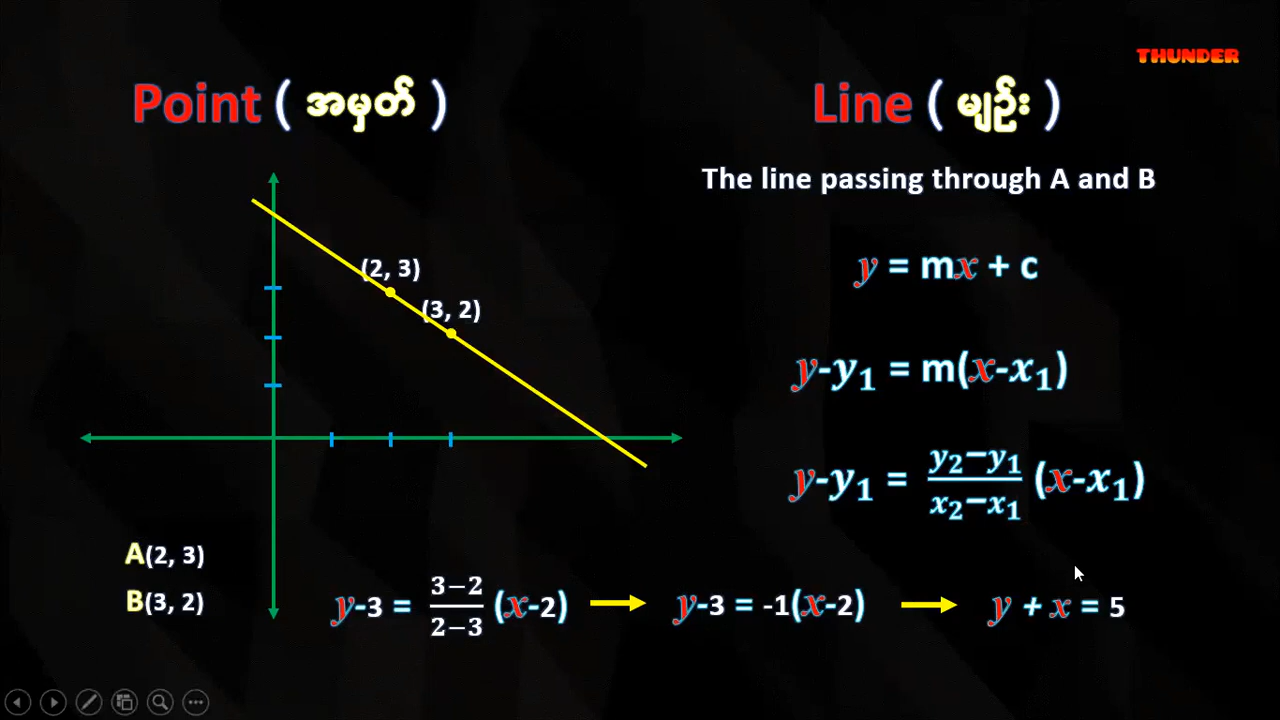 THUNDER
Point ( အမှတ် )
Line ( မျဉ်း )
The line passing through A and B
(2, 3)
(3, 2)
y = mx + c
y-y₁ = m(x-x₁)
y-y₁ = \frac{y₂−y₁}{x₂−x₁} (x-x₁)
A(2, 3)
B(3, 2)
y-3 = \frac{3−2}{2−3} (x-2) → y-3 = -1(x-2) → y + x = 5